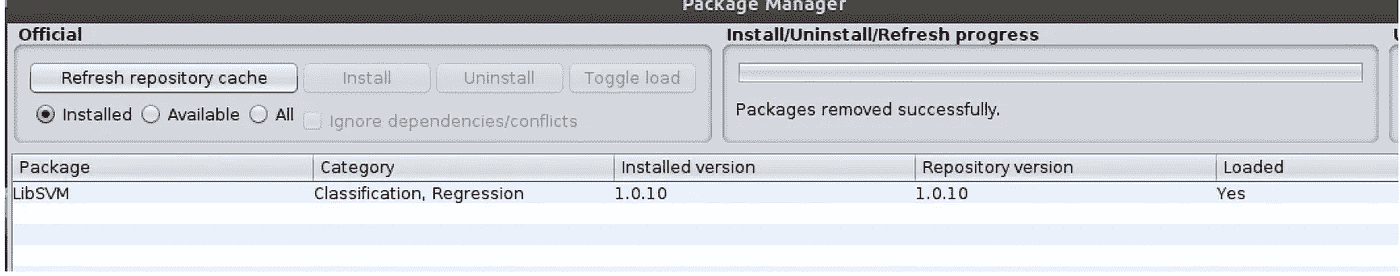 Package Manager
Official
Install/Uninstall/Refresh progress
Refresh repository cache Install Uninstall Toggle load
Packages removed successfully.
Installed Available All Ignore dependencies/conflicts
Package Category Installed version Repository version Loaded
LibSVM Classification, Regression 1.0.10 1.0.10 Yes